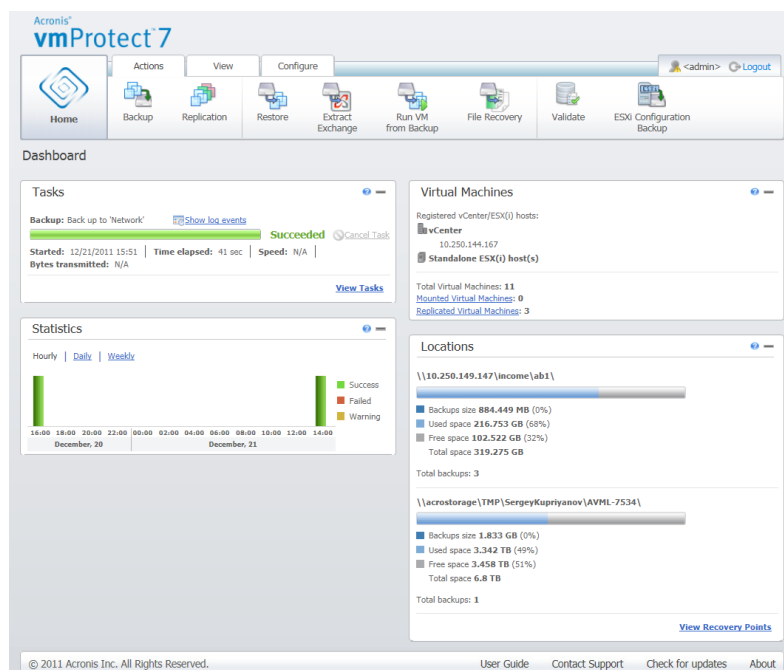 Acronis®
vmProtect™7
Actions View Configure
<admin> Logout
Home
Backup
Replication
Restore
Extract
Exchange
Run VM
from Backup
File Recovery
Validate
ESXi Configuration
Backup
Dashboard
Tasks
Backup: Back up to 'Network' Show log events
Succeeded Cancel Task
Started: 12/21/2011 15:51 Time elapsed: 41 sec Speed: N/A
Bytes transmitted: N/A
View Tasks
Statistics
Hourly Daily Weekly
Success
Failed
Warning
16:00 18:00 20:00 22:00 00:00 02:00 04:00 06:00 08:00 10:00 12:00 14:00
December, 20 December, 21
Virtual Machines
Registered vCenter/ESX(i) hosts:
vCenter
10.250.144.167
Standalone ESX(i) host(s)
Total Virtual Machines: 11
Mounted Virtual Machines: 0
Replicated Virtual Machines: 3
Locations
\\10.250.149.147\income\ab1\
Backups size 884.449 MB (0%)
Used space 216.753 GB (68%)
Free space 102.522 GB (32%)
Total space 319.275 GB
Total backups: 3
\\acrostorage\TMP\SergeyKupriyanov\AVML-7534\
Backups size 1.833 GB (0%)
Used space 3.342 TB (49%)
Free space 3.458 TB (51%)
Total space 6.8 TB
Total backups: 1
View Recovery Points
© 2011 Acronis Inc. All Rights Reserved. User Guide Contact Support Check for updates About